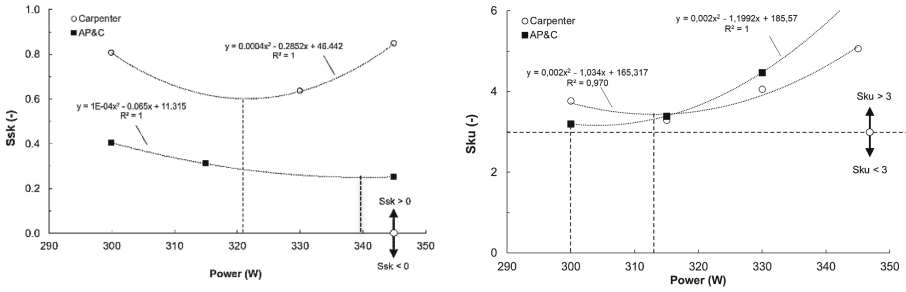 1.0
0.8
0.6
0.4
0.2
0.0
Ssk (-)
Carpenter
AP&C
y = 0.0004x² - 0.2852x + 46.442
R² = 1
y = 1E-04x² - 0.065x + 11.315
R² = 1
Ssk > 0
Ssk < 0
290 300 310 320 330 340 350
Power (W)
6
4
2
0
Sku (-)
Carpenter
AP&C
y = 0,002x² - 1,1992x + 185,57
R² = 1
y = 0,002x² - 1,034x + 165,317
R² = 0,970
Sku > 3
Sku < 3
290 300 310 320 330 340 350
Power (W)